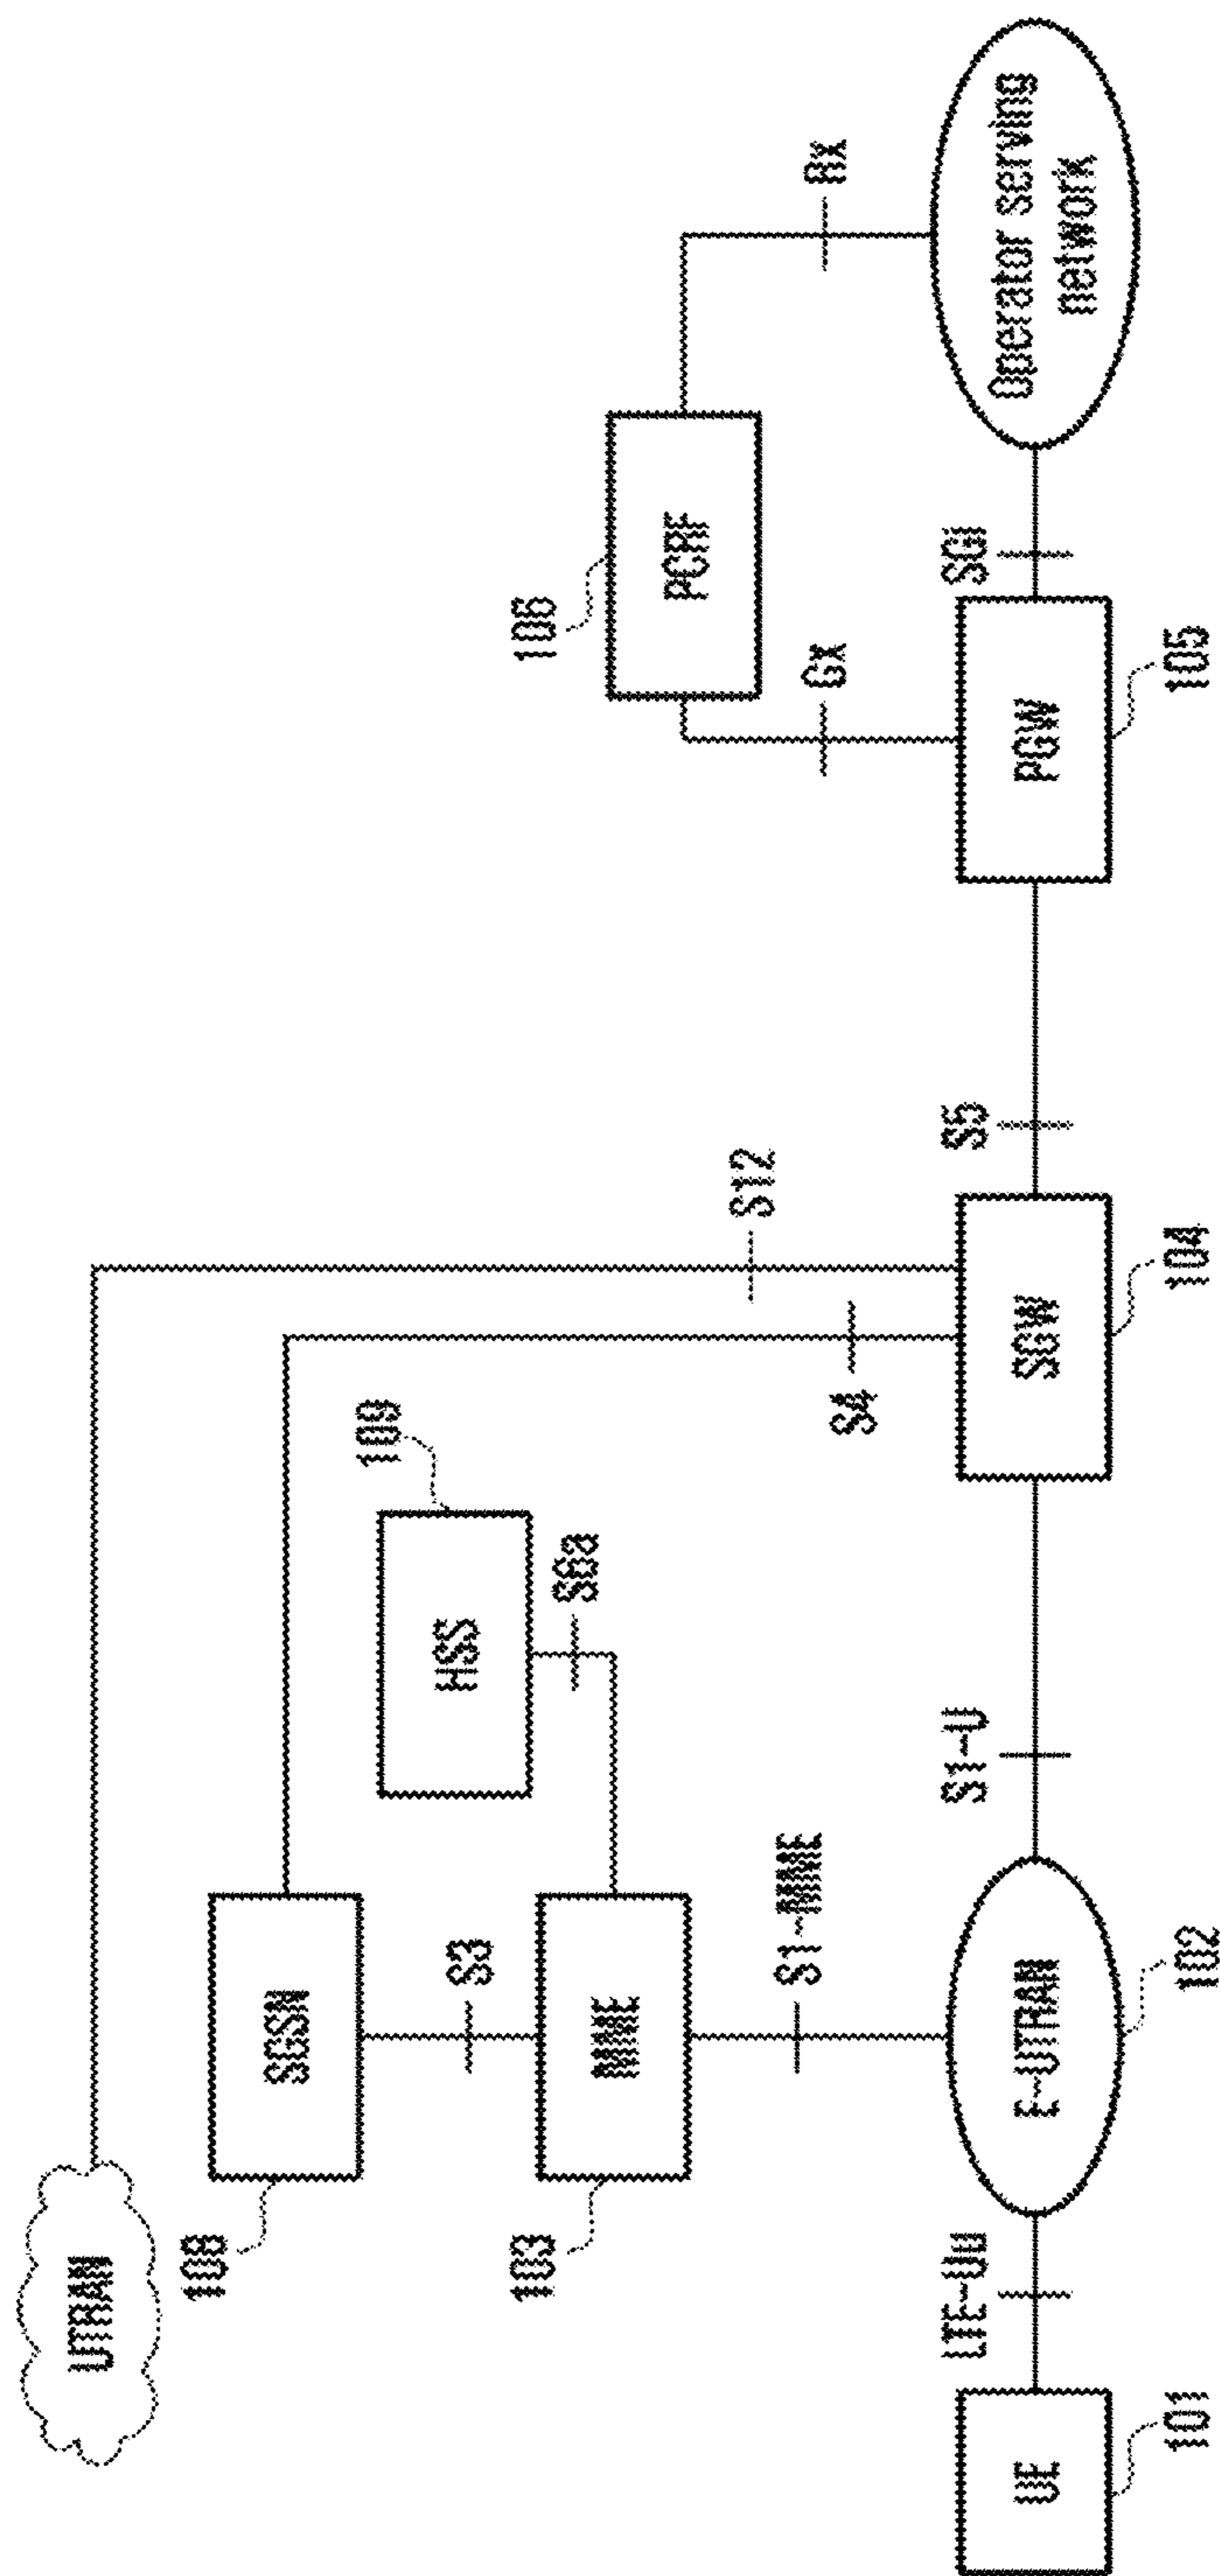 UTRAN
SGSN
108
S3
HSS
109
S6a
MME
103
S12
S4
S1-MME
PCRF
106
Gx
Rx
UE
101
LTE-Uu
E-UTRAN
102
S1-U
SGW
104
S5
PGW
105
SGi
Operator serving
network